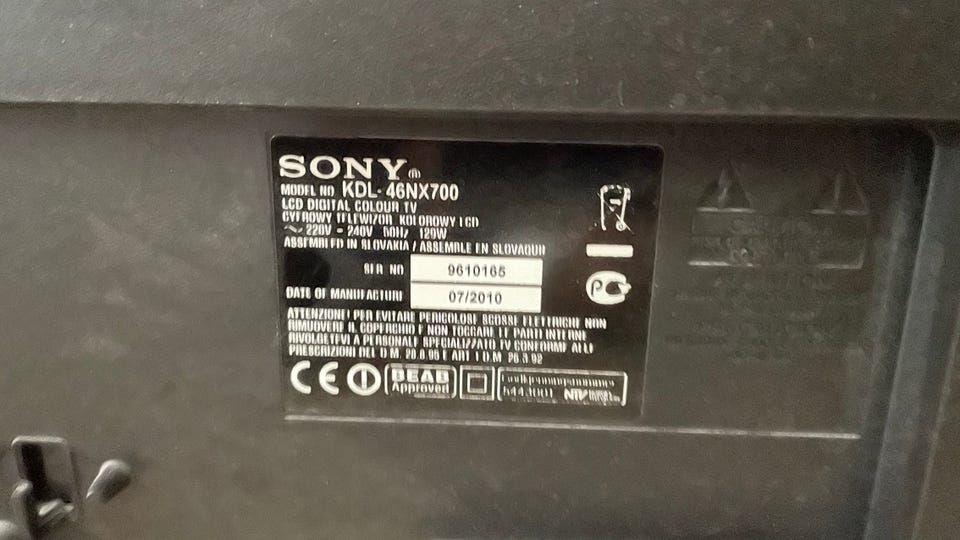 SONY
MODEL NO KDL-46NX700
LCD DIGITAL COLOUR TV
CYFROWY TELEWIZOR KOLOROWY LCD
~ 220V - 240V 50Hz 129W
ASSEMBLED IN SLOVAKIA / ASSEMBLE EN SLOVAQUIE
SER NO 9610165
DATE OF MANUFACTURE 07/2010
ATTENZIONE! PER EVITARE PERICOLOSE SCOSSE ELETTRICHE NON
RIMUOVERE IL COPERCHIO E NON TOCCARE LE PARTI INTERNE
RIVOLGETEVI A PERSONALE SPECIALIZZATO TV CONFORME ALLE
PRESCRIZIONI DEL D.M. 28.8.95 E ART 1 D.M. 26.3.92
CE
BEAB
Approved